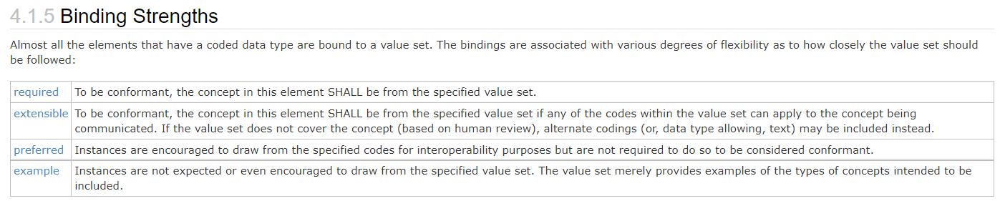 4.1.5 Binding Strengths
Almost all the elements that have a coded data type are bound to a value set. The bindings are associated with various degrees of flexibility as to how closely the value set should
be followed:
required To be conformant, the concept in this element SHALL be from the specified value set.
extensible To be conformant, the concept in this element SHALL be from the specified value set if any of the codes within the value set can apply to the concept being
communicated. If the value set does not cover the concept (based on human review), alternate codings (or, data type allowing, text) may be included instead.
preferred Instances are encouraged to draw from the specified codes for interoperability purposes but are not required to do so to be considered conformant.
example Instances are not expected or even encouraged to draw from the specified value set. The value set merely provides examples of the types of concepts intended to be
included.